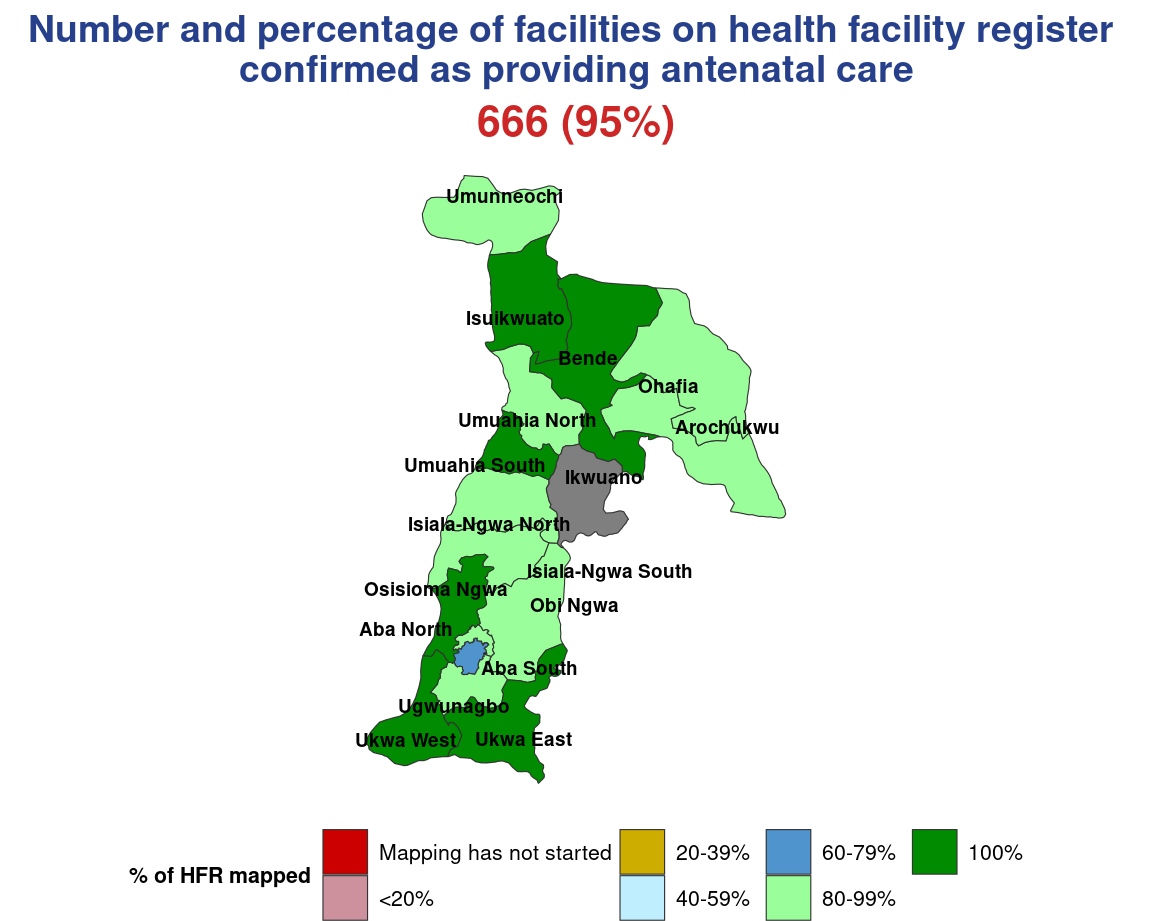 Number and percentage of facilities on health facility register
confirmed as providing antenatal care
666 (95%)
Umunneochi
Isuikwuato
Bende
Ohafia
Umuahia North
Arochukwu
Umuahia South
Ikwuano
Isiala-Ngwa North
Isiala-Ngwa South
Osisioma Ngwa
Obi Ngwa
Aba North
Aba South
Ugwunagbo
Ukwa West
Ukwa East
% of HFR mapped
Mapping has not started
<20%
20-39%
40-59%
60-79%
80-99%
100%